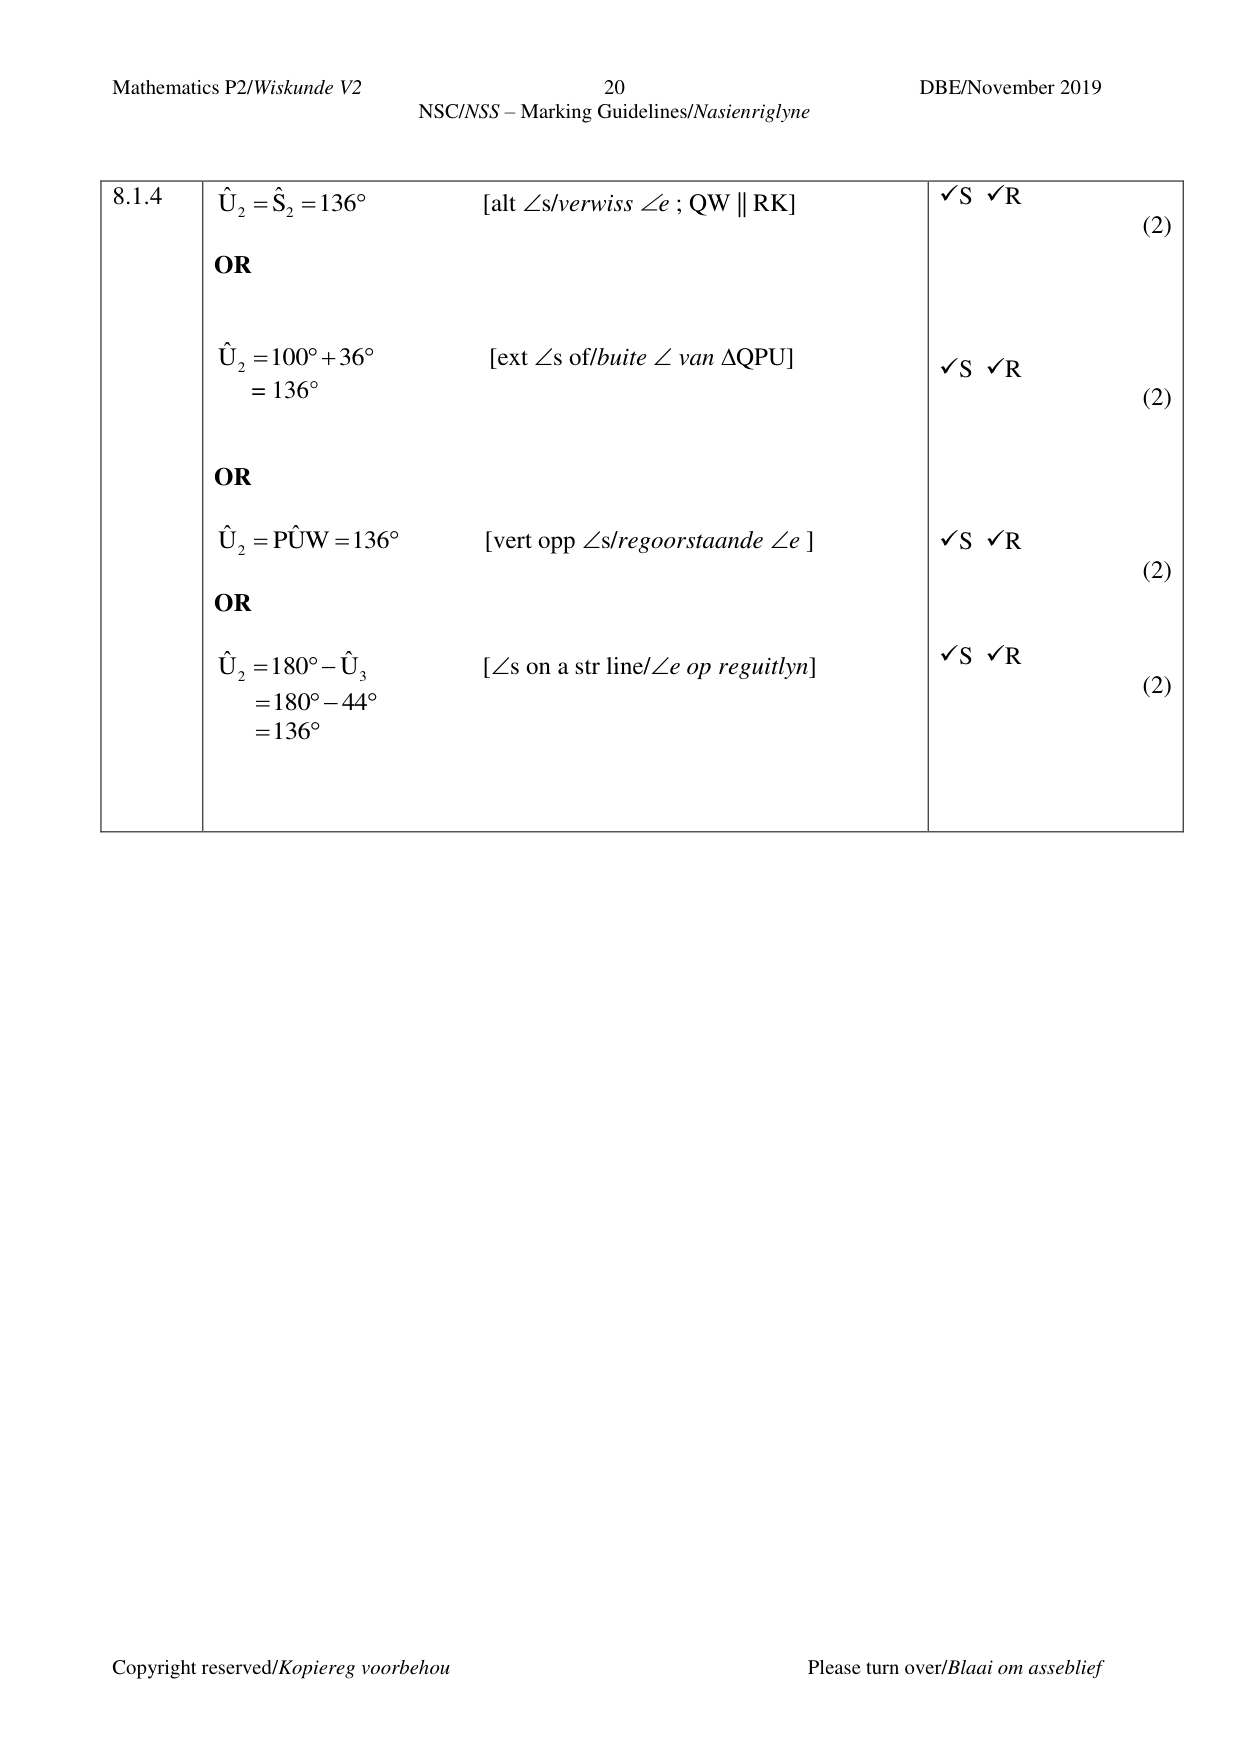 Mathematics P2/Wiskunde V2 20 DBE/November 2019
NSC/NSS – Marking Guidelines/Nasienriglyne
8.1.4 Û₂ = Ŝ₂ = 136° [alt ∠s/verwiss ∠e ; QW || RK] ✓S ✓R
(2)
OR
Û₂ = 100° + 36° [ext ∠s of/buite ∠ van ΔQPU] ✓S ✓R
= 136°
(2)
OR
Û₂ = PÛW = 136° [vert opp ∠s/regoorstaande ∠e ] ✓S ✓R
(2)
OR
Û₂ = 180° – Û₃ [∠s on a str line/∠e op reguitlyn] ✓S ✓R
(2)
= 180° – 44°
= 136°
Copyright reserved/Kopiereg voorbehou Please turn over/Blaai om asseblief